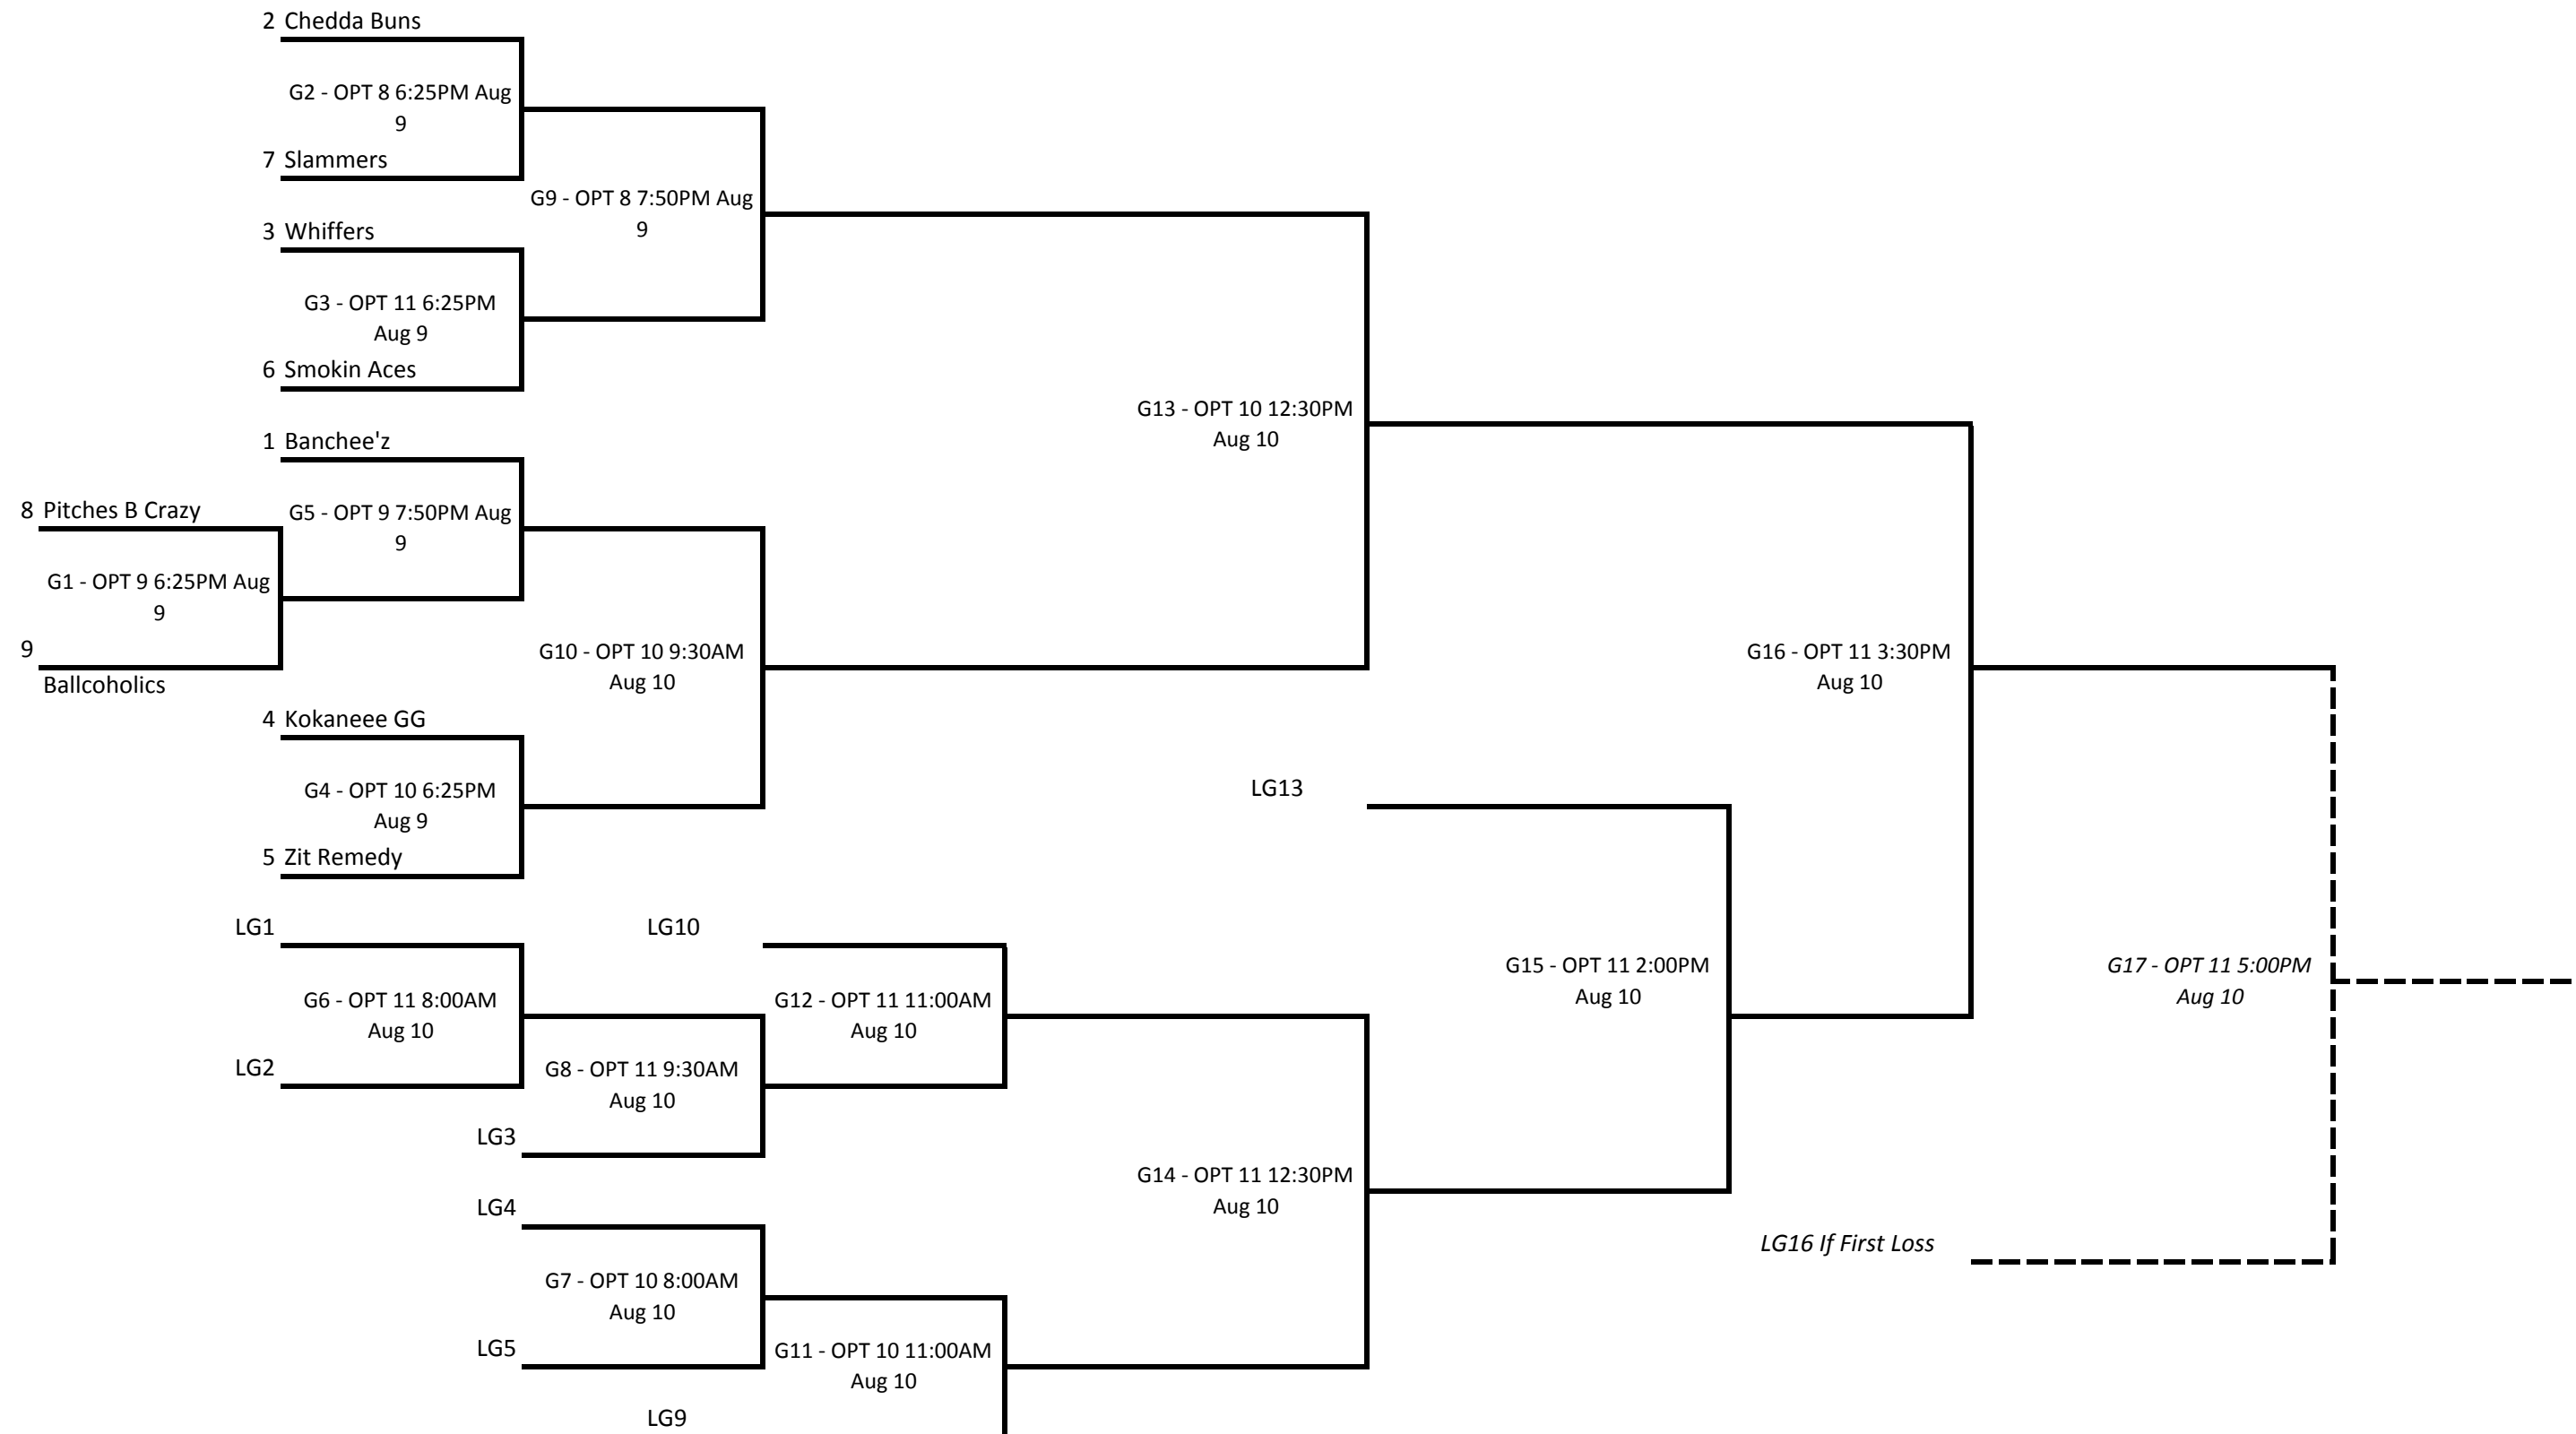 2 Chedda Buns
G2 - OPT 8 6:25PM Aug
9
7 Slammers
G9 - OPT 8 7:50PM Aug
9
3 Whiffers
G3 - OPT 11 6:25PM
Aug 9
6 Smokin Aces
G13 - OPT 10 12:30PM
Aug 10
1 Banchee'z
8 Pitches B Crazy
G5 - OPT 9 7:50PM Aug
9
G1 - OPT 9 6:25PM Aug
9
9
Ballcoholics
G10 - OPT 10 9:30AM
Aug 10
G16 - OPT 11 3:30PM
Aug 10
4 Kokaneee GG
G4 - OPT 10 6:25PM
Aug 9
5 Zit Remedy
LG13
LG1
LG10
G6 - OPT 11 8:00AM
Aug 10
G12 - OPT 11 11:00AM
Aug 10
G15 - OPT 11 2:00PM
Aug 10
G17 - OPT 11 5:00PM
Aug 10
LG2
G8 - OPT 11 9:30AM
Aug 10
LG3
G14 - OPT 11 12:30PM
Aug 10
LG4
LG16 If First Loss
G7 - OPT 10 8:00AM
Aug 10
LG5
G11 - OPT 10 11:00AM
Aug 10
LG9